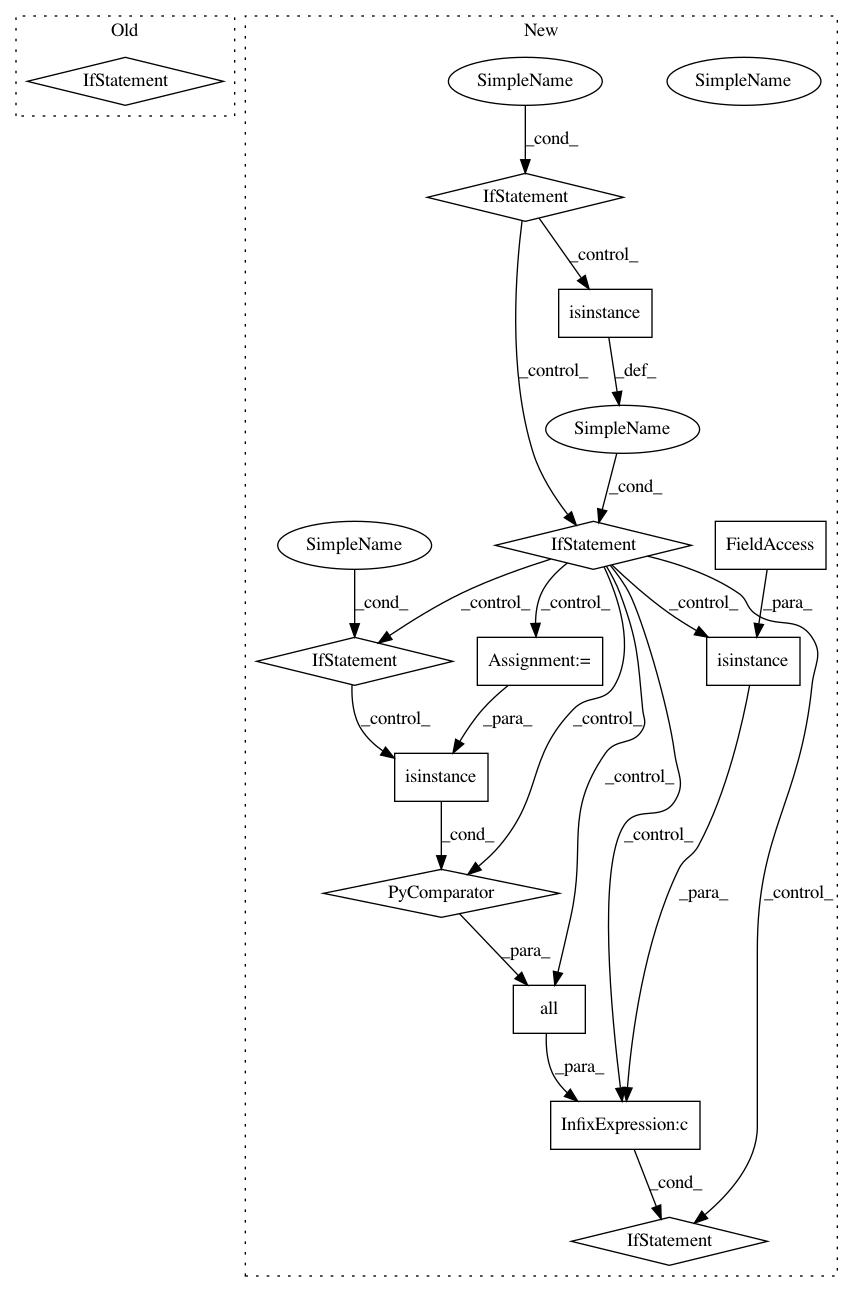 Old
New
IfStatement
SimpleName
SimpleName
_cond_
IfStatement
_control_
isinstance
_control_
_def_
SimpleName
_cond_
SimpleName
IfStatement
FieldAccess
_cond_
_control_
_control_
_control_
_para_
IfStatement
Assignment:=
isinstance
_control_
_para_
_control_
isinstance
_control_
_cond_
_control_
PyComparator
_para_
_control_
_para_
all
_para_
InfixExpression:c
_cond_
IfStatement